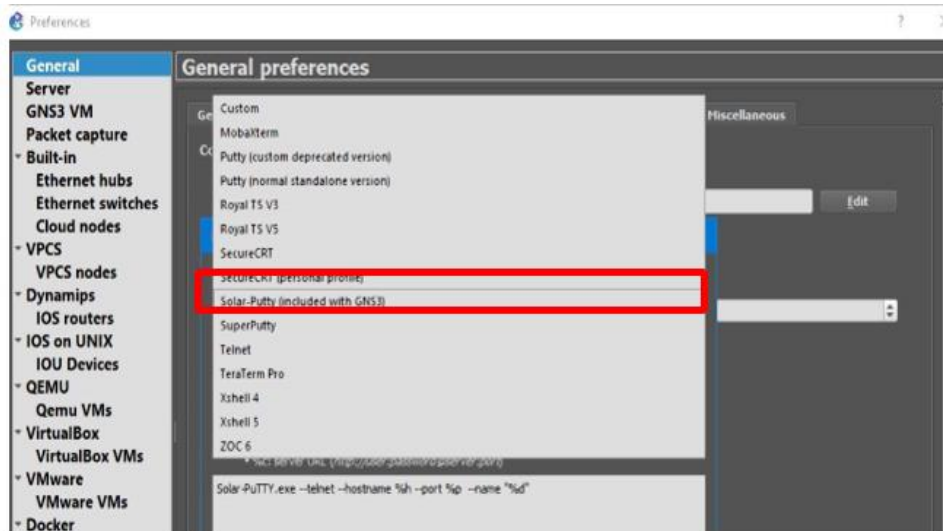 Preferences
?
General
Server
GNS3 VM
Packet capture
Built-in
Ethernet hubs
Ethernet switches
Cloud nodes
VPCS
VPCS nodes
Dynamips
IOS routers
IOS on UNIX
IOU Devices
QEMU
Qemu VMs
VirtualBox
VirtualBox VMs
VMware
VMware VMs
Docker
General preferences
Ge
Miscellaneous
Co
Edit
Custom
MobaXterm
Putty (custom deprecated version)
Putty (normal standalone version)
Royal TS V3
Royal TS V5
SecureCRT
SecureCRT (personal profile)
Solar-Putty (included with GNS3)
SuperPutty
Telnet
TeraTerm Pro
Xshell 4
Xshell 5
ZOC 6
Solar-PuTTY.exe --telnet --hostname %h --port %p --name "%d"